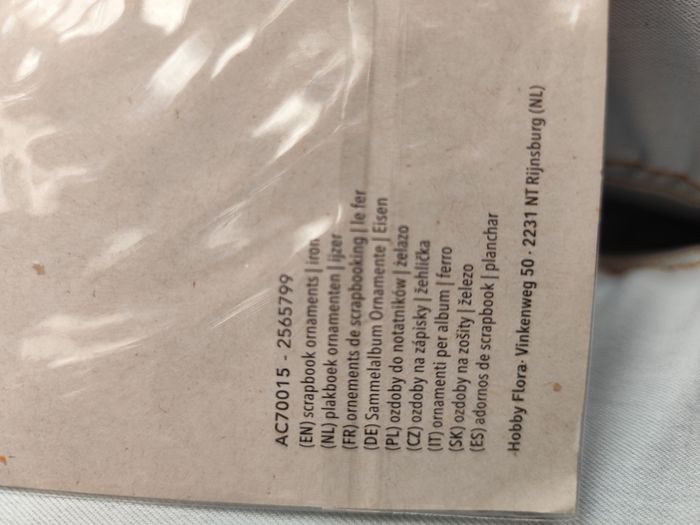 AC70015 - 2565799
(EN) scrapbook ornaments | iron
(NL) plakboek ornamenten | ijzer
(FR) ornements de scrapbooking | le fer
(DE) Sammelalbum Ornamente | Eisen
(PL) ozdoby do notatników | żelazo
(CZ) ozdoby na zápisky | žehlička
(IT) ornamenti per album | ferro
(SK) ozdoby na zošity | železo
(ES) adornos de scrapbook | planchar
Hobby Flora· Vinkenweg 50 · 2231 NT Rijnsburg (NL)